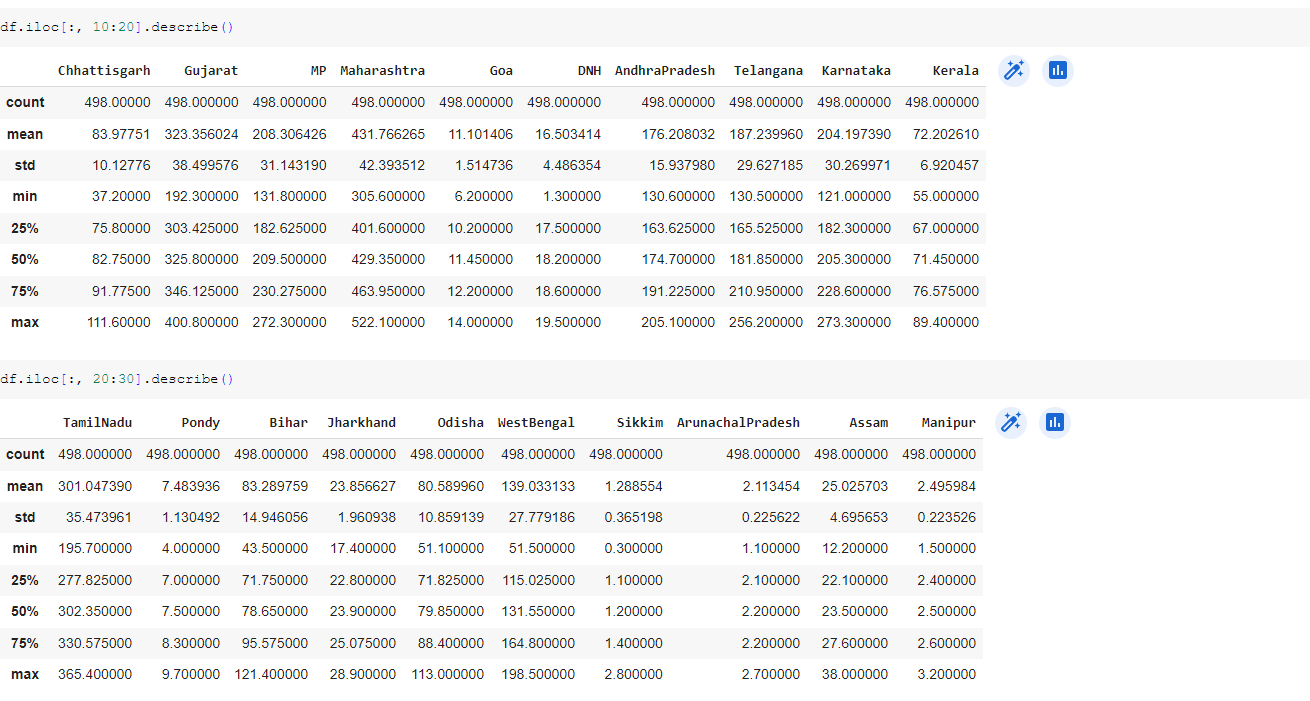 df.iloc[:, 10:20].describe()
Chhattisgarh Gujarat MP Maharashtra Goa DNH AndhraPradesh Telangana Karnataka Kerala
count 498.00000 498.000000 498.000000 498.000000 498.000000 498.000000 498.000000 498.000000 498.000000 498.000000
mean 83.97751 323.356024 208.306426 431.766265 11.101406 16.503414 176.208032 187.239960 204.197390 72.202610
std 10.12776 38.499576 31.143190 42.393512 1.514736 4.486354 15.937980 29.627185 30.269971 6.920457
min 37.20000 192.300000 131.800000 305.600000 6.200000 1.300000 130.600000 130.500000 121.000000 55.000000
25% 75.80000 303.425000 182.625000 401.600000 10.200000 17.500000 163.625000 165.525000 182.300000 67.000000
50% 82.75000 325.800000 209.500000 429.350000 11.450000 18.200000 174.700000 181.850000 205.300000 71.450000
75% 91.77500 346.125000 230.275000 463.950000 12.200000 18.600000 191.225000 210.950000 228.600000 76.575000
max 111.60000 400.800000 272.300000 522.100000 14.000000 19.500000 205.100000 256.200000 273.300000 89.400000
df.iloc[:, 20:30].describe()
TamilNadu Pondy Bihar Jharkhand Odisha WestBengal Sikkim ArunachalPradesh Assam Manipur
count 498.000000 498.000000 498.000000 498.000000 498.000000 498.000000 498.000000 498.000000 498.000000 498.000000
mean 301.047390 7.483936 83.289759 23.856627 80.589960 139.033133 1.288554 2.113454 25.025703 2.495984
std 35.473961 1.130492 14.946056 1.960938 10.859139 27.779186 0.365198 0.225622 4.695653 0.223526
min 195.700000 4.000000 43.500000 17.400000 51.100000 51.500000 0.300000 1.100000 12.200000 1.500000
25% 277.825000 7.000000 71.750000 22.800000 71.825000 115.025000 1.100000 2.100000 22.100000 2.400000
50% 302.350000 7.500000 78.650000 23.900000 79.850000 131.550000 1.200000 2.200000 23.500000 2.500000
75% 330.575000 8.300000 95.575000 25.075000 88.400000 164.800000 1.400000 2.200000 27.600000 2.600000
max 365.400000 9.700000 121.400000 28.900000 113.000000 198.500000 2.800000 2.700000 38.000000 3.200000